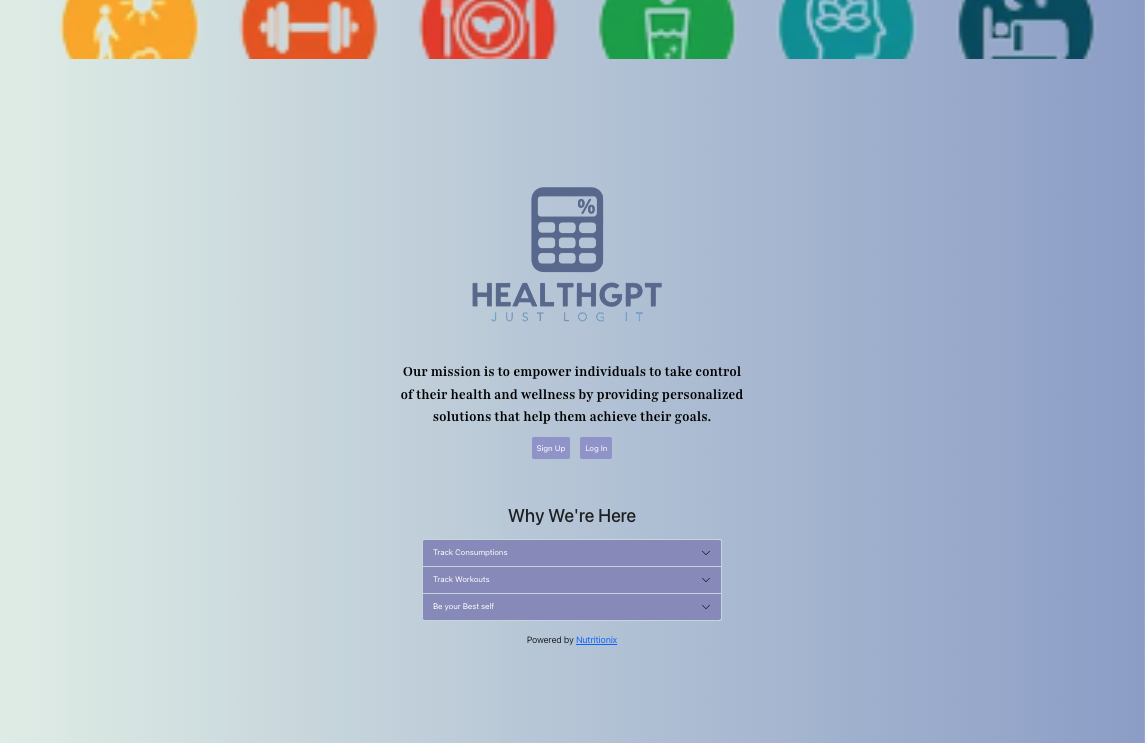 %
HEALTHGPT
JUST LOG IT
Our mission is to empower individuals to take control
of their health and wellness by providing personalized
solutions that help them achieve their goals.
Sign Up Log In
Why We're Here
Track Consumptions
Track Workouts
Be your Best self
Powered by Nutritionix